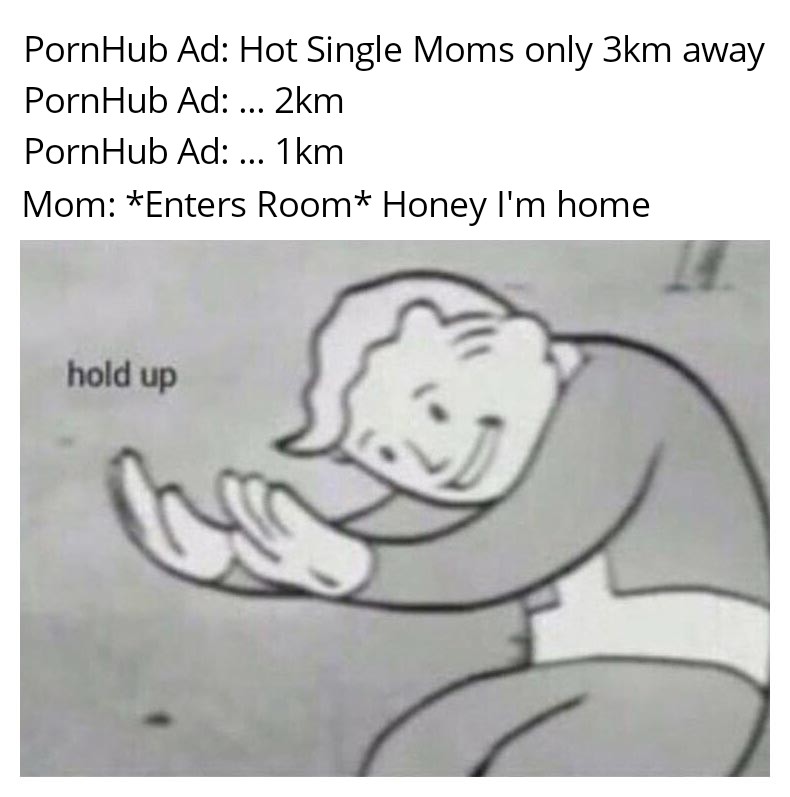 PornHub Ad: Hot Single Moms only 3km away
PornHub Ad: ... 2km
PornHub Ad: ... 1km
Mom: *Enters Room* Honey I'm home
hold up